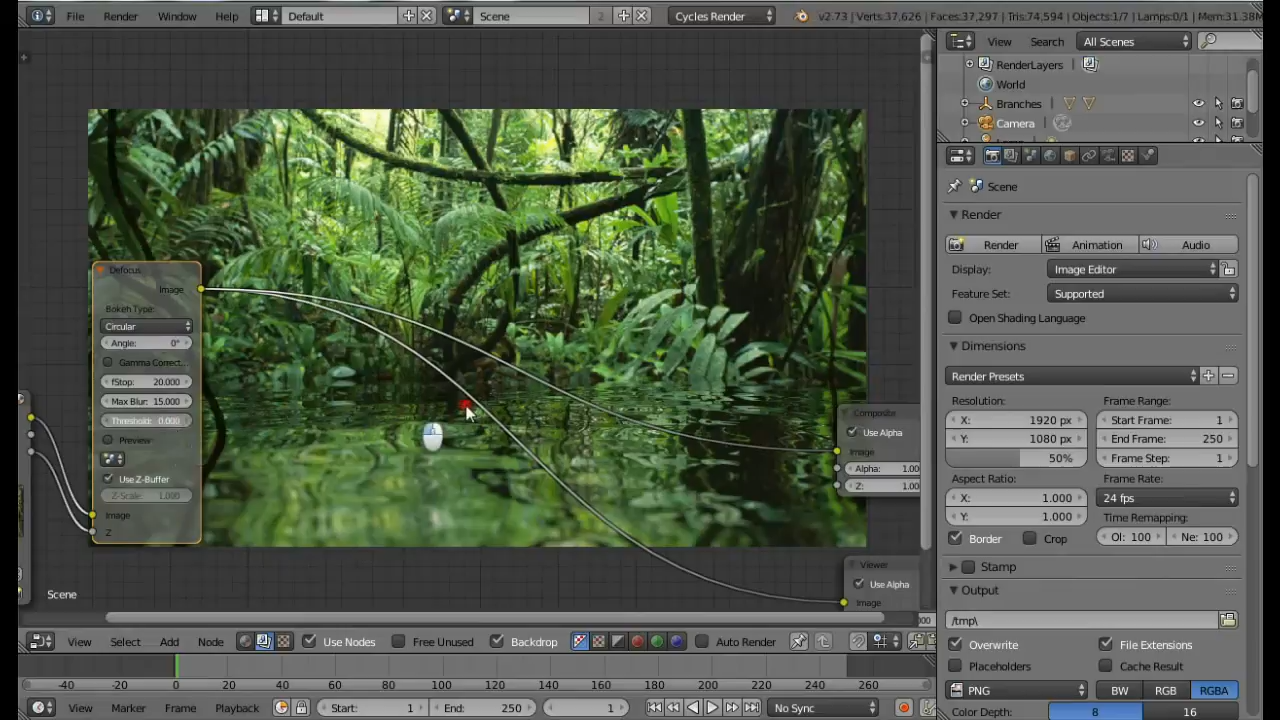 File Render Window Help Default Scene 2 Cycles Render v2.73 | Verts:37,626 | Faces:37,297 | Tris:74,594 | Objects:1/7 | Lamps:0/1 | Mem:31.38M
View Search All Scenes
RenderLayers
World
Branches
Camera
Scene
Render
Render Animation Audio
Display: Image Editor
Feature Set: Supported
Open Shading Language
Dimensions
Render Presets
Resolution: Frame Range:
X: 1920 px Start Frame: 1
Y: 1080 px End Frame: 250
50% Frame Step: 1
Aspect Ratio: Frame Rate:
X: 1.000 24 fps
Y: 1.000 Time Remapping:
Border Crop Ol: 100 Ne: 100
Stamp
Output
/tmp\
Overwrite File Extensions
Placeholders Cache Result
PNG BW RGB RGBA
Color Depth: 8 16
Defocus
Image
Bokeh Type:
Circular
Angle: 0°
Gamma Correct...
fStop: 20.000
Max Blur: 15.000
Threshold: 0.000
Preview
Use Z-Buffer
Z-Scale: 1.000
Image
Z
Composite
Use Alpha
Image
Alpha: 1.00
Z: 1.00
Viewer
Use Alpha
Image
Scene
View Select Add Node Use Nodes Free Unused Backdrop Auto Render
-40 -20 0 20 40 60 80 100 120 140 160 180 200 220 240 260
View Marker Frame Playback Start: 1 End: 250 1 No Sync